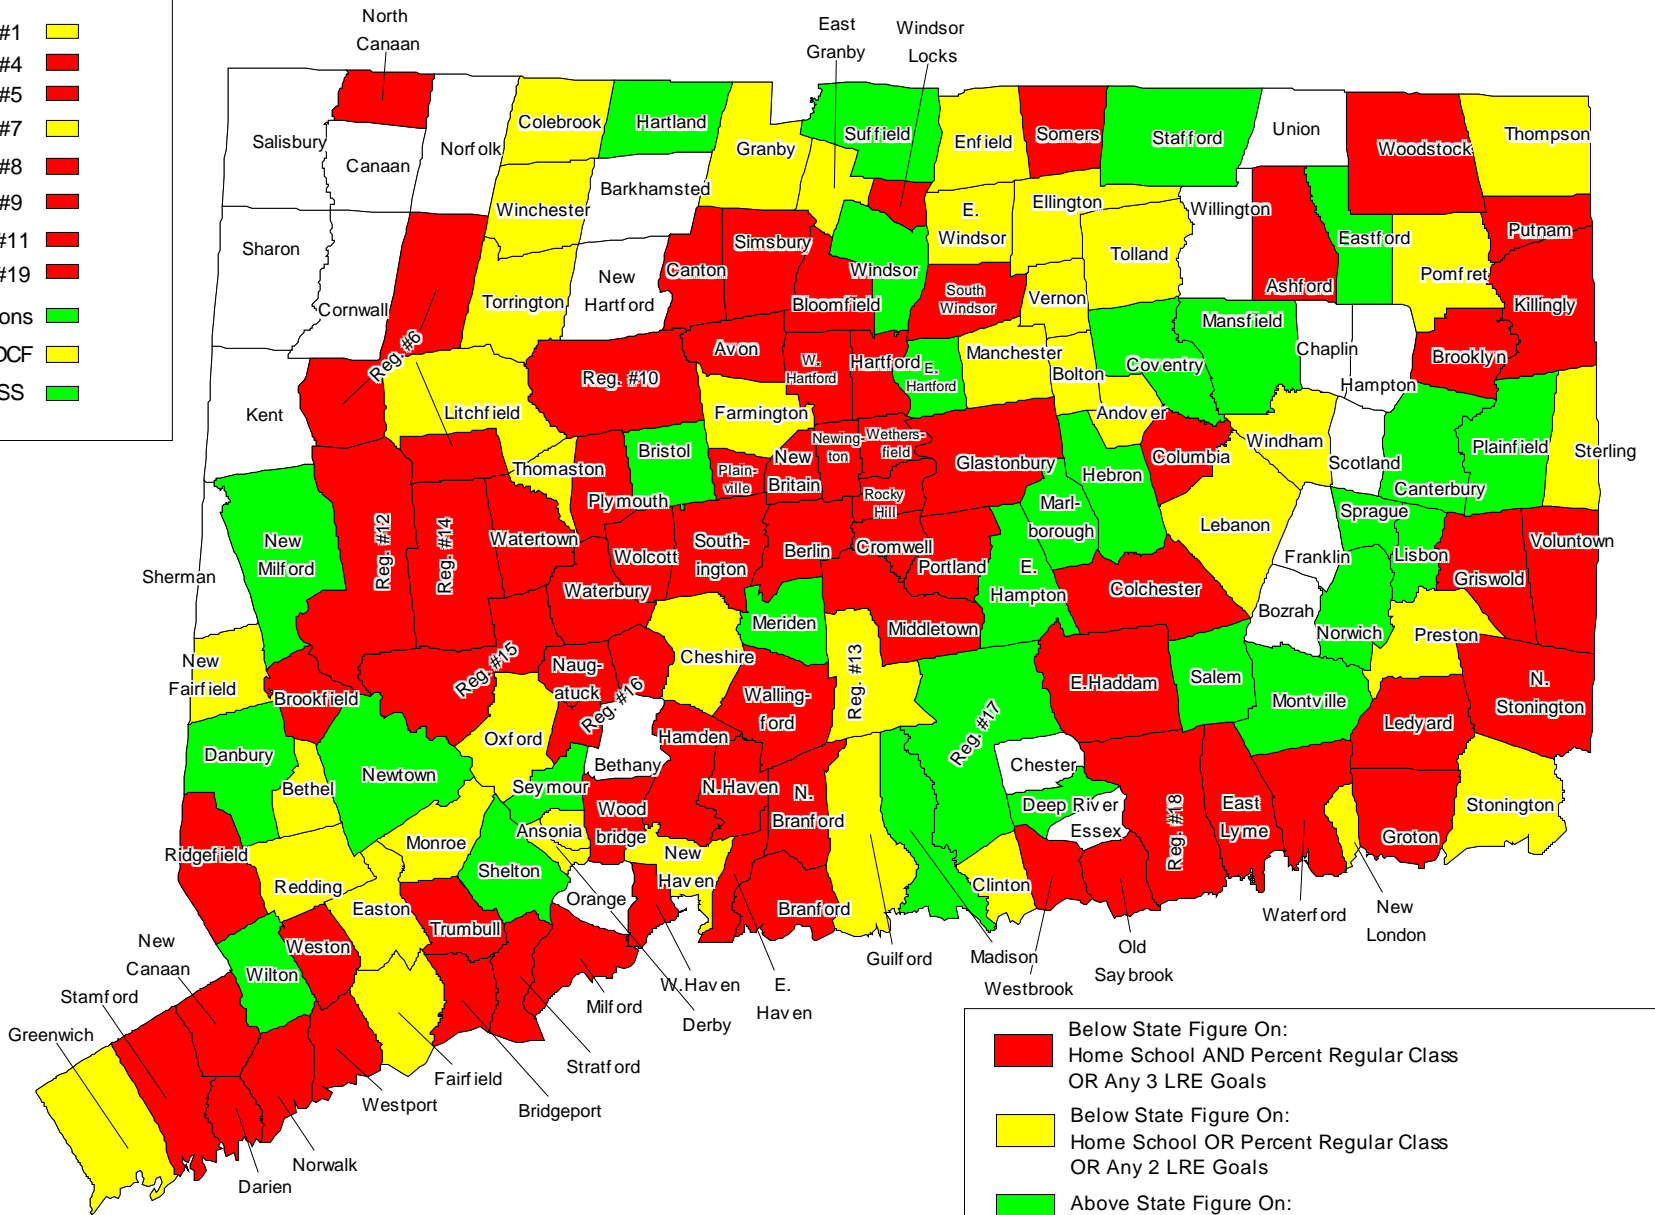 #1
#4
#5
#7
#8
#9
#11
#19
ons
DCF
SS
North
Canaan
East
Granby
Windsor
Locks
Salisbury
Canaan
Norfolk
Colebrook
Hartland
Granby
Suffield
Enfield
Somers
Stafford
Union
Woodstock
Thompson
Barkhamsted
Winchester
E.
Windsor
Ellington
Willington
Eastford
Putnam
Sharon
Cornwall
Torrington
New
Hartford
Canton
Simsbury
Bloomfield
Windsor
South
Windsor
Vernon
Tolland
Ashford
Pomfret
Killingly
Reg. #6
Kent
Litchfield
Reg. #10
Avon
W.
Hartford
Hartford
E.
Hartford
Manchester
Bolton
Coventry
Mansfield
Chaplin
Hampton
Brooklyn
Farmington
Andover
Thomaston
Bristol
Plymouth
Plain-
ville
New
Britain
Newing-
ton
Wethers-
field
Rocky
Hill
Glastonbury
Hebron
Columbia
Windham
Scotland
Canterbury
Plainfield
Sterling
Marl-
borough
Lebanon
Sprague
Franklin
Lisbon
Voluntown
New
Milford
Sherman
Reg. #12
Reg. #14
Watertown
Wolcott
South-
ington
Berlin
Cromwell
Portland
E.
Hampton
Colchester
Bozrah
Griswold
Waterbury
Meriden
Middletown
Norwich
Preston
New
Fairfield
Brookfield
Reg. #15
Naug-
atuck
Reg. #16
Cheshire
Walling-
ford
Reg. #13
Reg. #17
E.Haddam
Salem
Montville
Ledyard
N.
Stonington
Danbury
Bethel
Newtown
Oxford
Seymour
Bethany
Hamden
N.Haven
N.
Branford
Chester
Deep River
Essex
Reg. #18
East
Lyme
Groton
Stonington
Ridgefield
Redding
Monroe
Shelton
Ansonia
Wood
bridge
New
Haven
Easton
Orange
Branford
Clinton
Waterford
New
London
Trumbull
Weston
Wilton
New
Canaan
Stamford
Greenwich
Guilford
Madison
Westbrook
Old
Saybrook
W.Haven
E.
Haven
Milford
Derby
Stratford
Fairfield
Bridgeport
Westport
Norwalk
Darien
Below State Figure On:
Home School AND Percent Regular Class
OR Any 3 LRE Goals
Below State Figure On:
Home School OR Percent Regular Class
OR Any 2 LRE Goals
Above State Figure On: